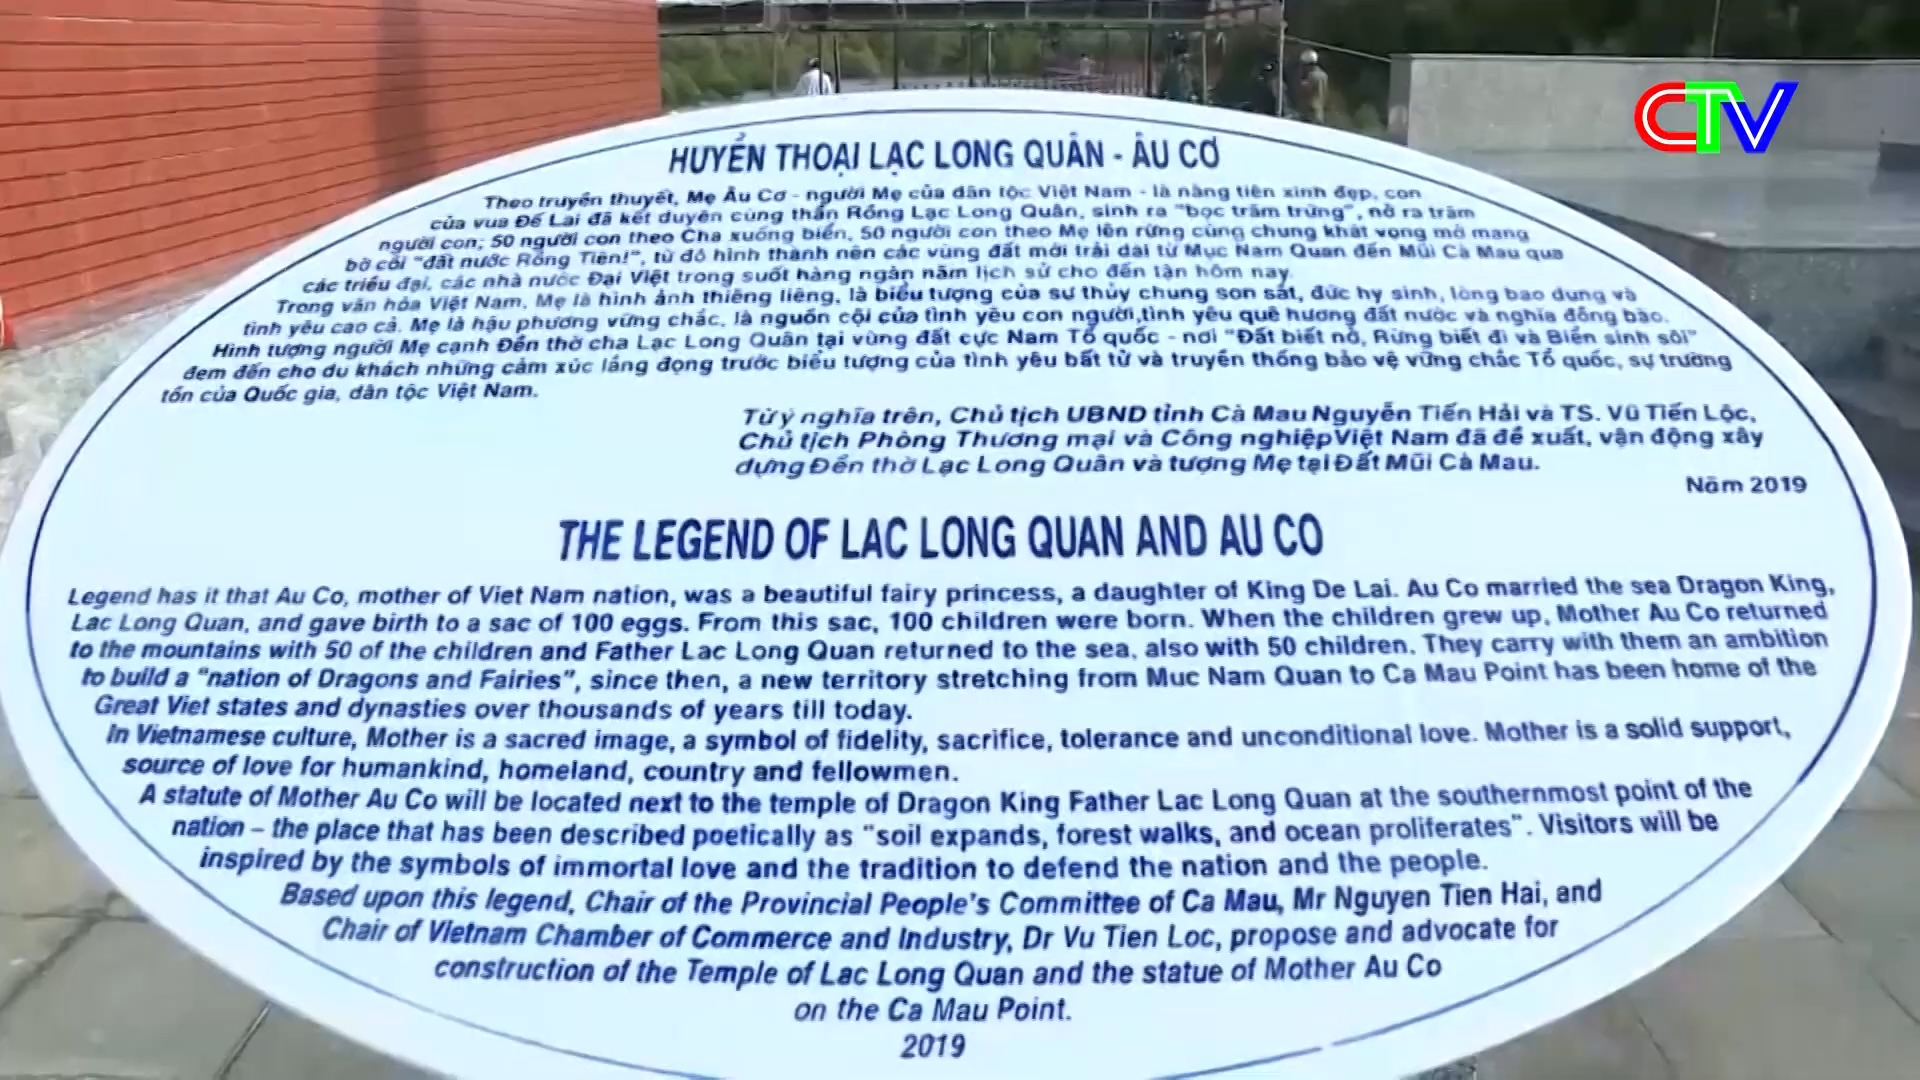 CTV
HUYỀN THOẠI LẠC LONG QUÂN - ÂU CƠ
Theo truyền thuyết, Mẹ Âu Cơ - người Mẹ của dân tộc Việt Nam - là nàng tiên xinh đẹp, con
của vua Đế Lai đã kết duyên cùng thần Rồng Lạc Long Quân, sinh ra "bọc trăm trứng", nở ra trăm
người con; 50 người con theo Cha xuống biển, 50 người con theo Mẹ lên rừng cùng chung khát vọng mở mang
bờ cõi "đất nước Rồng Tiên!", từ đó hình thành nên các vùng đất mới trải dài từ Mục Nam Quan đến Mũi Cà Mau qua
các triều đại, các nhà nước Đại Việt trong suốt hàng ngàn năm lịch sử cho đến tận hôm nay.
Trong văn hóa Việt Nam, Mẹ là hình ảnh thiêng liêng, là biểu tượng của sự thủy chung son sắt, đức hy sinh, lòng bao dung và
tình yêu cao cả. Mẹ là hậu phương vững chắc, là nguồn cội của tình yêu con người,tình yêu quê hương đất nước và nghĩa đồng bào.
Hình tượng người Mẹ cạnh Đền thờ cha Lạc Long Quân tại vùng đất cực Nam Tổ quốc - nơi "Đất biết nở, Rừng biết đi và Biển sinh sôi"
đem đến cho du khách những cảm xúc lắng đọng trước biểu tượng của tình yêu bất tử và truyền thống bảo vệ vững chắc Tổ quốc, sự trường
tồn của Quốc gia, dân tộc Việt Nam.
Từ ý nghĩa trên, Chủ tịch UBND tỉnh Cà Mau Nguyễn Tiến Hải và TS. Vũ Tiến Lộc,
Chủ tịch Phòng Thương mại và Công nghiệpViệt Nam đã đề xuất, vận động xây
dựng Đền thờ Lạc Long Quân và tượng Mẹ tại Đất Mũi Cà Mau.
Năm 2019
THE LEGEND OF LAC LONG QUAN AND AU CO
Legend has it that Au Co, mother of Viet Nam nation, was a beautiful fairy princess, a daughter of King De Lai. Au Co married the sea Dragon King,
Lac Long Quan, and gave birth to a sac of 100 eggs. From this sac, 100 children were born. When the children grew up, Mother Au Co returned
to the mountains with 50 of the children and Father Lac Long Quan returned to the sea, also with 50 children. They carry with them an ambition
to build a "nation of Dragons and Fairies", since then, a new territory stretching from Muc Nam Quan to Ca Mau Point has been home of the
Great Viet states and dynasties over thousands of years till today.
In Vietnamese culture, Mother is a sacred image, a symbol of fidelity, sacrifice, tolerance and unconditional love. Mother is a solid support,
source of love for humankind, homeland, country and fellowmen.
A statute of Mother Au Co will be located next to the temple of Dragon King Father Lac Long Quan at the southernmost point of the
nation – the place that has been described poetically as "soil expands, forest walks, and ocean proliferates". Visitors will be
inspired by the symbols of immortal love and the tradition to defend the nation and the people.
Based upon this legend, Chair of the Provincial People's Committee of Ca Mau, Mr Nguyen Tien Hai, and
Chair of Vietnam Chamber of Commerce and Industry, Dr Vu Tien Loc, propose and advocate for
construction of the Temple of Lac Long Quan and the statue of Mother Au Co
on the Ca Mau Point.
2019